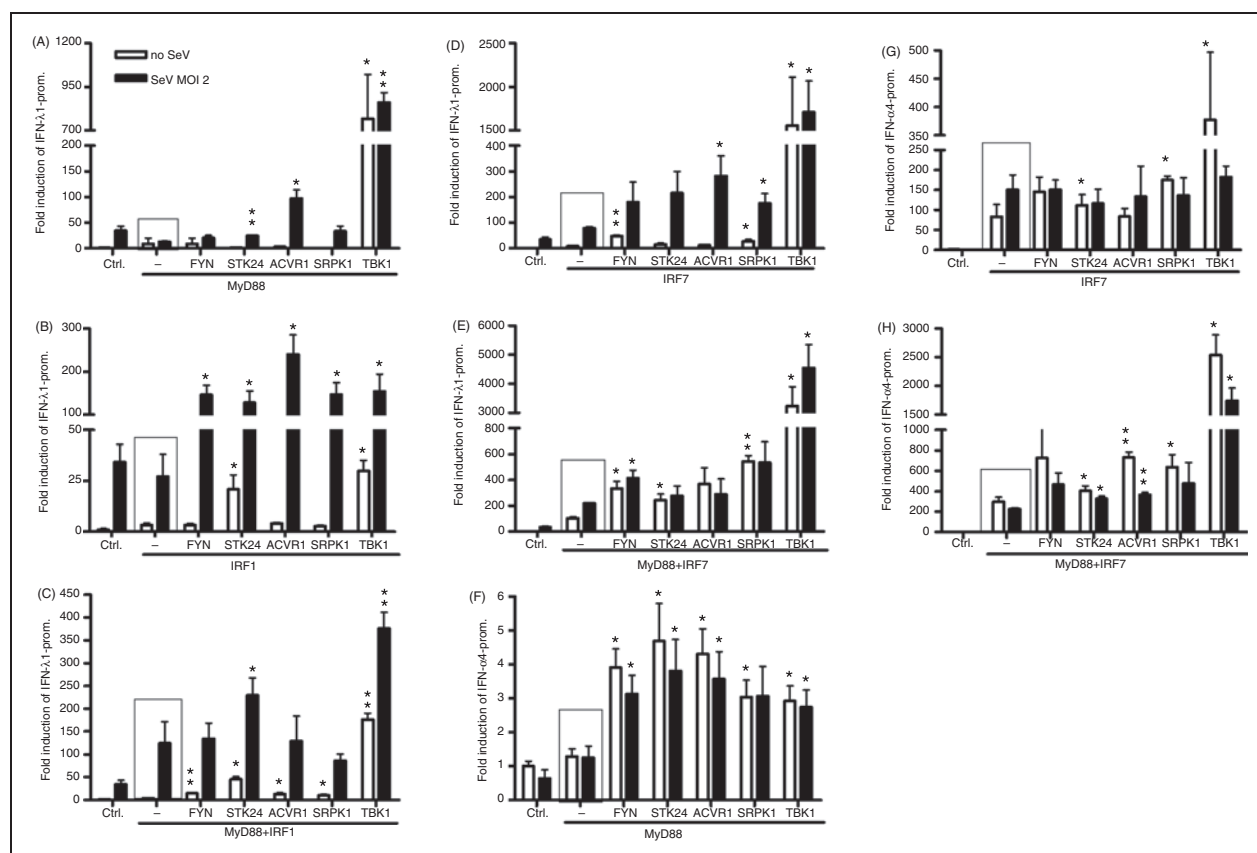 (A)
Fold induction of IFN-λ1-prom.
1200
950
700
200
150
100
50
0
no SeV
SeV MOI 2
* * * * * *
Ctrl. – FYN STK24 ACVR1 SRPK1 TBK1
MyD88
(D)
Fold induction of IFN-λ1-prom.
2500
2000
1500
400
300
200
100
0
* * * * * * *
Ctrl. – FYN STK24 ACVR1 SRPK1 TBK1
IRF7
(G)
Fold induction of IFN-α4-prom.
500
450
400
350
250
200
150
100
50
0
* * *
Ctrl. – FYN STK24 ACVR1 SRPK1 TBK1
IRF7
(B)
Fold induction of IFN-λ1-prom.
300
200
100
50
25
0
* * * * * * *
Ctrl. – FYN STK24 ACVR1 SRPK1 TBK1
IRF1
(E)
Fold induction of IFN-λ1-prom.
6000
5000
4000
3000
800
600
400
200
0
* * * * * * *
Ctrl. – FYN STK24 ACVR1 SRPK1 TBK1
MyD88+IRF7
(H)
Fold induction of IFN-α4-prom.
3000
2500
2000
1500
1000
800
600
400
200
0
* * * * * * * * *
Ctrl. – FYN STK24 ACVR1 SRPK1 TBK1
MyD88+IRF7
(C)
Fold induction of IFN-λ1-prom.
450
400
350
300
250
200
150
100
50
0
* * * * * * * * * *
Ctrl. – FYN STK24 ACVR1 SRPK1 TBK1
MyD88+IRF1
(F)
Fold induction of IFN-α4-prom.
6
5
4
3
2
1
0
* * * * * * * * *
Ctrl. – FYN STK24 ACVR1 SRPK1 TBK1
MyD88